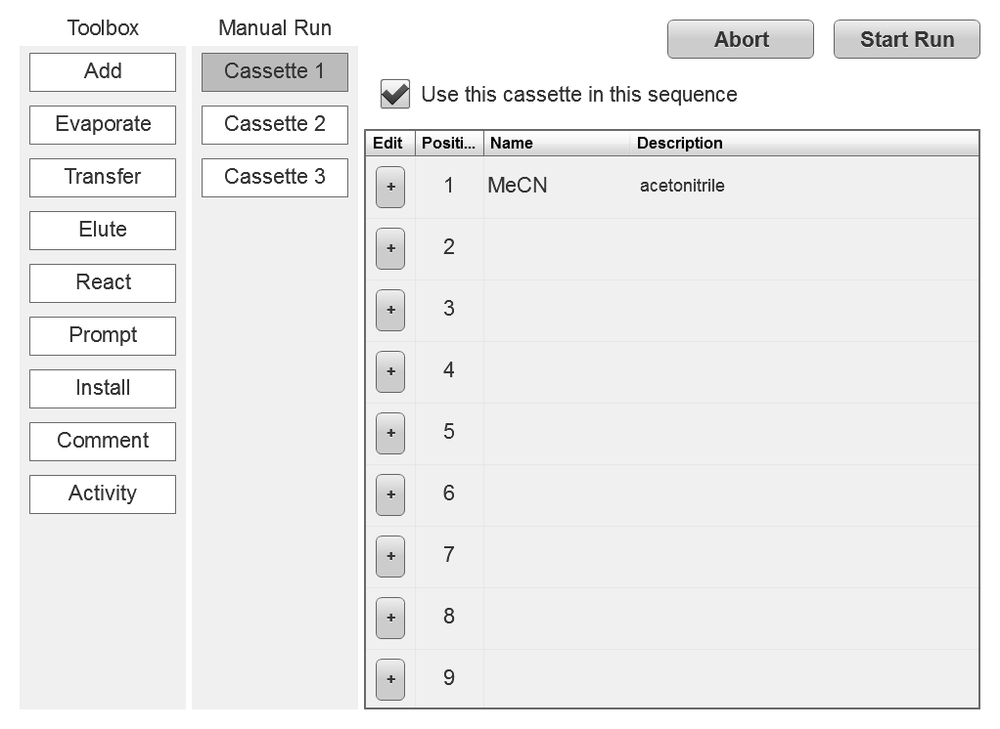 Toolbox
Add
Evaporate
Transfer
Elute
React
Prompt
Install
Comment
Activity
Manual Run
Cassette 1
Cassette 2
Cassette 3
Abort
Start Run
Use this cassette in this sequence
Edit Positi... Name Description
+ 1 MeCN acetonitrile
+ 2
+ 3
+ 4
+ 5
+ 6
+ 7
+ 8
+ 9